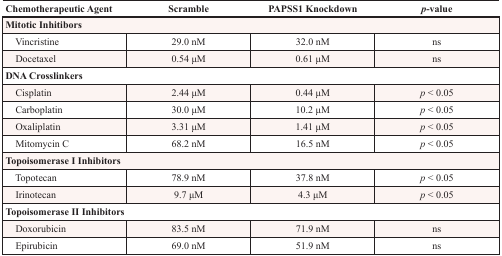 Chemotherapeutic Agent Scramble PAPSS1 Knockdown p-value
Mitotic Inhitibors
Vincristine 29.0 nM 32.0 nM ns
Docetaxel 0.54 μM 0.61 μM ns
DNA Crosslinkers
Cisplatin 2.44 μM 0.44 μM p < 0.05
Carboplatin 30.0 μM 10.2 μM p < 0.05
Oxaliplatin 3.31 μM 1.41 μM p < 0.05
Mitomycin C 68.2 nM 16.5 nM p < 0.05
Topoisomerase I Inhibitors
Topotecan 78.9 nM 37.8 nM p < 0.05
Irinotecan 9.7 μM 4.3 μM p < 0.05
Topoisomerase II Inhibitors
Doxorubicin 83.5 nM 71.9 nM ns
Epirubicin 69.0 nM 51.9 nM ns